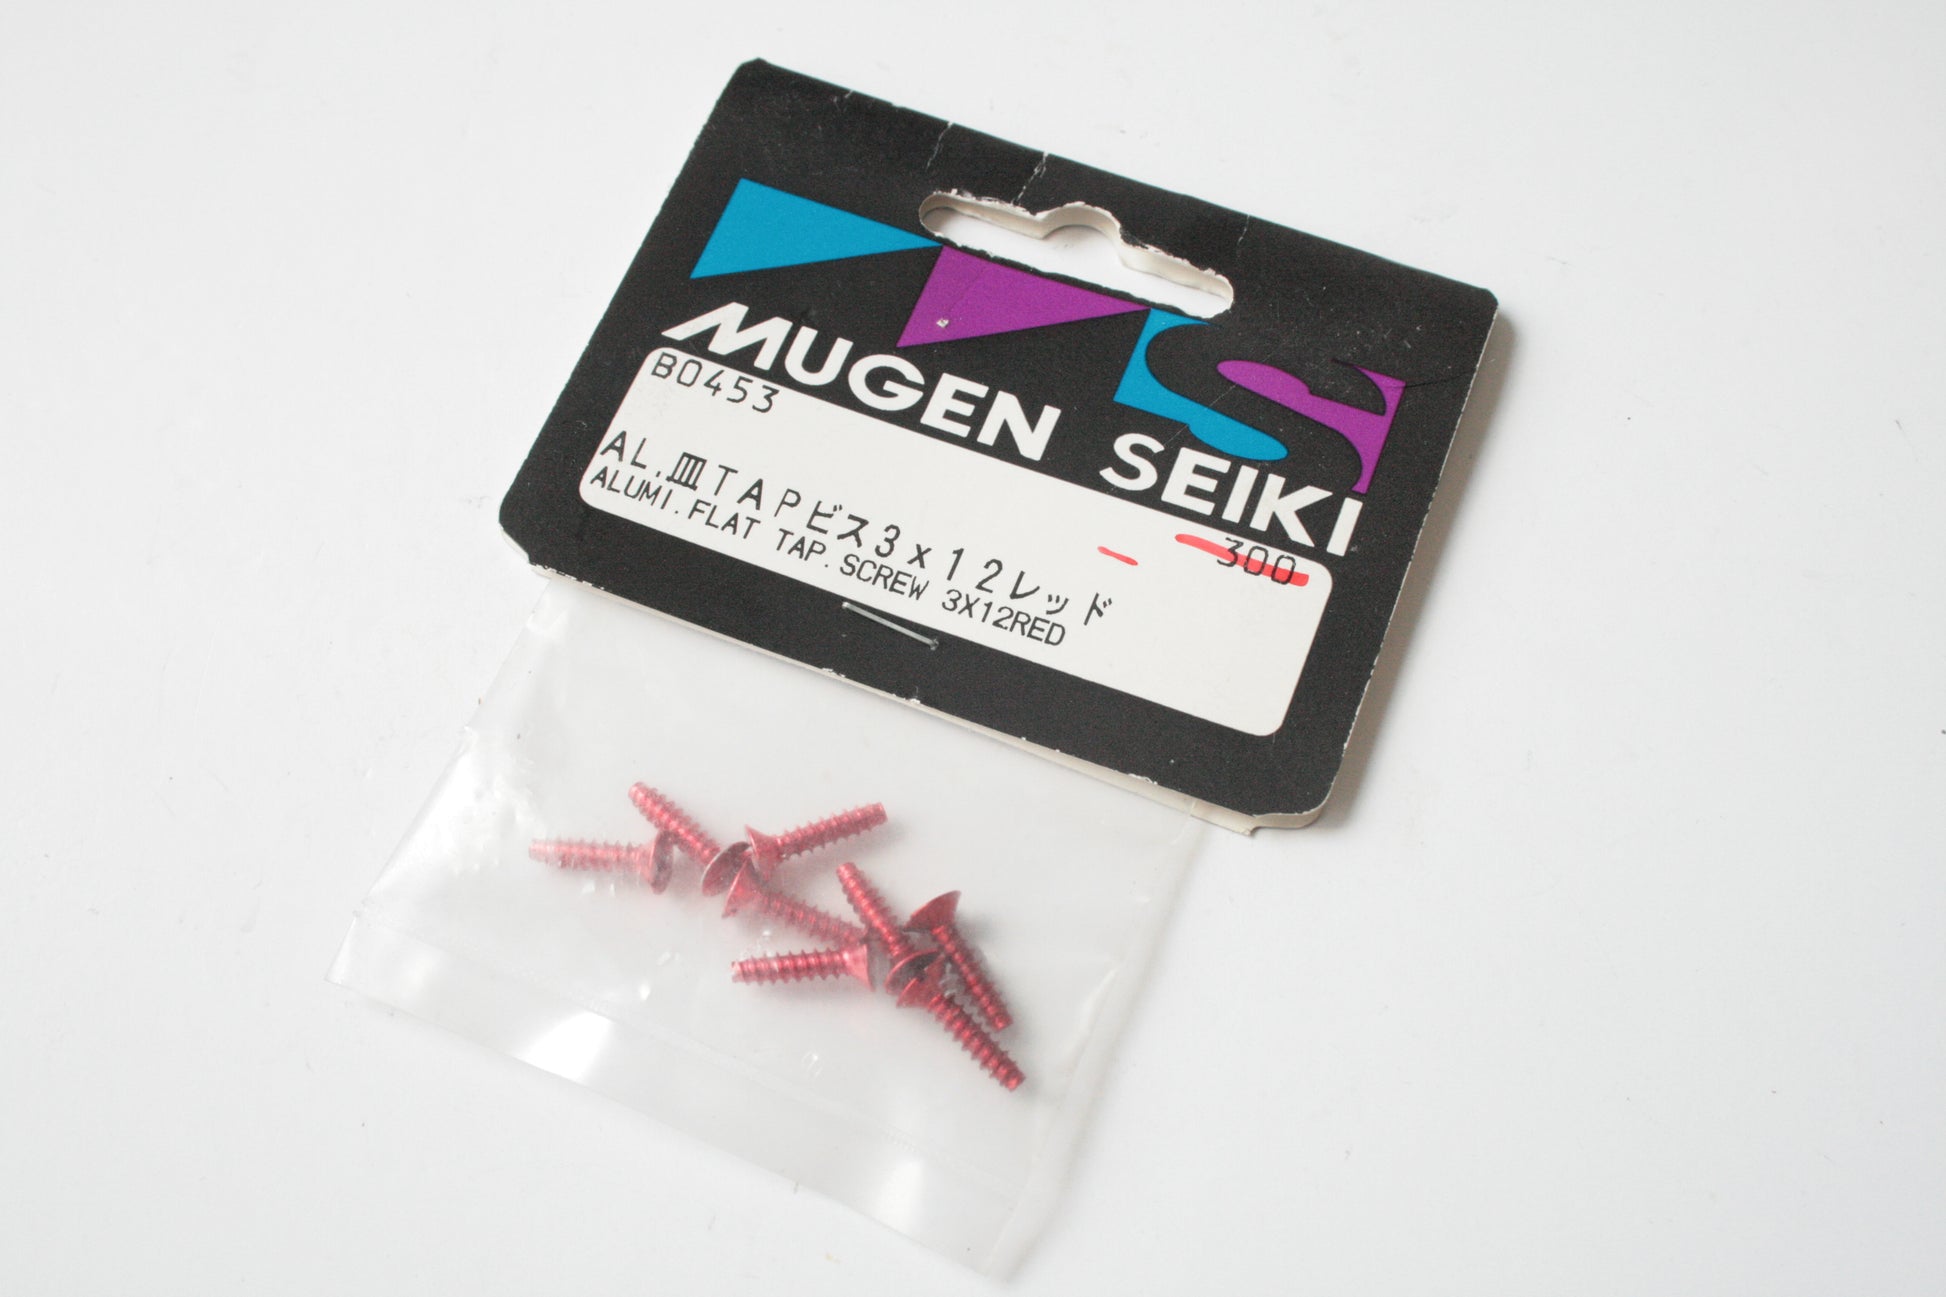 MUGEN SEIKI
B0453
300
AL.皿TAPビス3x12レッド
ALUMI.FLAT TAP.SCREW 3X12RED